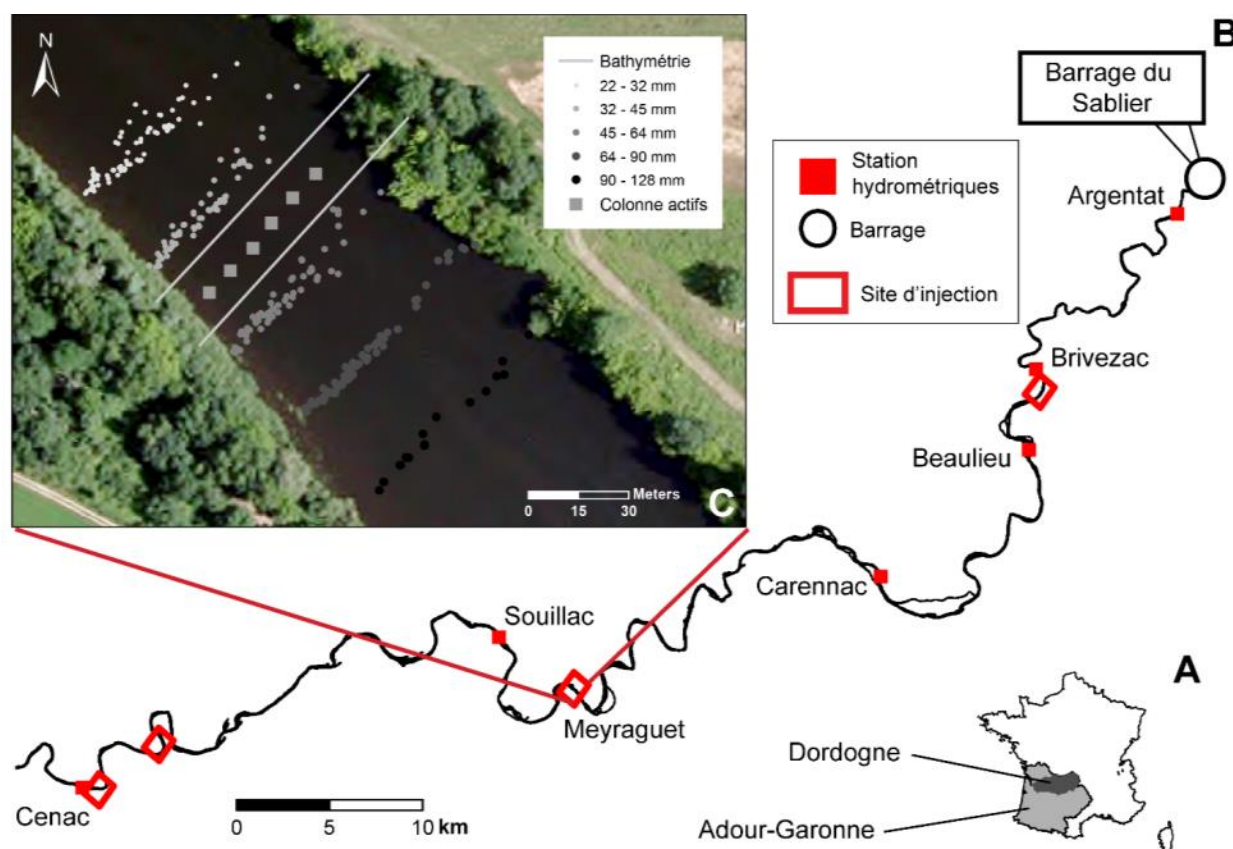 N
Bathymétrie
22 - 32 mm
32 - 45 mm
45 - 64 mm
64 - 90 mm
90 - 128 mm
Colonne actifs
Meters
0 15 30
C
B
Barrage du
Sablier
Station
hydrométriques
Barrage
Site d'injection
Argentat
Brivezac
Beaulieu
Carennac
Souillac
Meyraguet
Cenac
0 5 10 km
A
Dordogne
Adour-Garonne